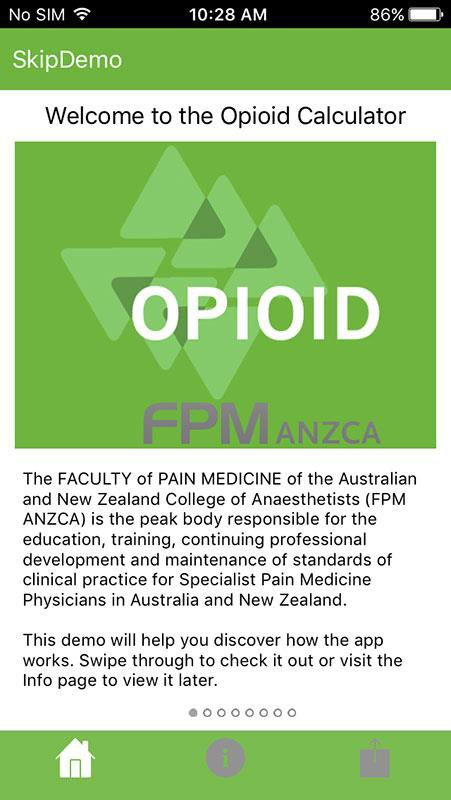 No SIM 10:28 AM 86%
SkipDemo
Welcome to the Opioid Calculator
OPIOID
FPM ANZCA
The FACULTY of PAIN MEDICINE of the Australian
and New Zealand College of Anaesthetists (FPM
ANZCA) is the peak body responsible for the
education, training, continuing professional
development and maintenance of standards of
clinical practice for Specialist Pain Medicine
Physicians in Australia and New Zealand.
This demo will help you discover how the app
works. Swipe through to check it out or visit the
Info page to view it later.